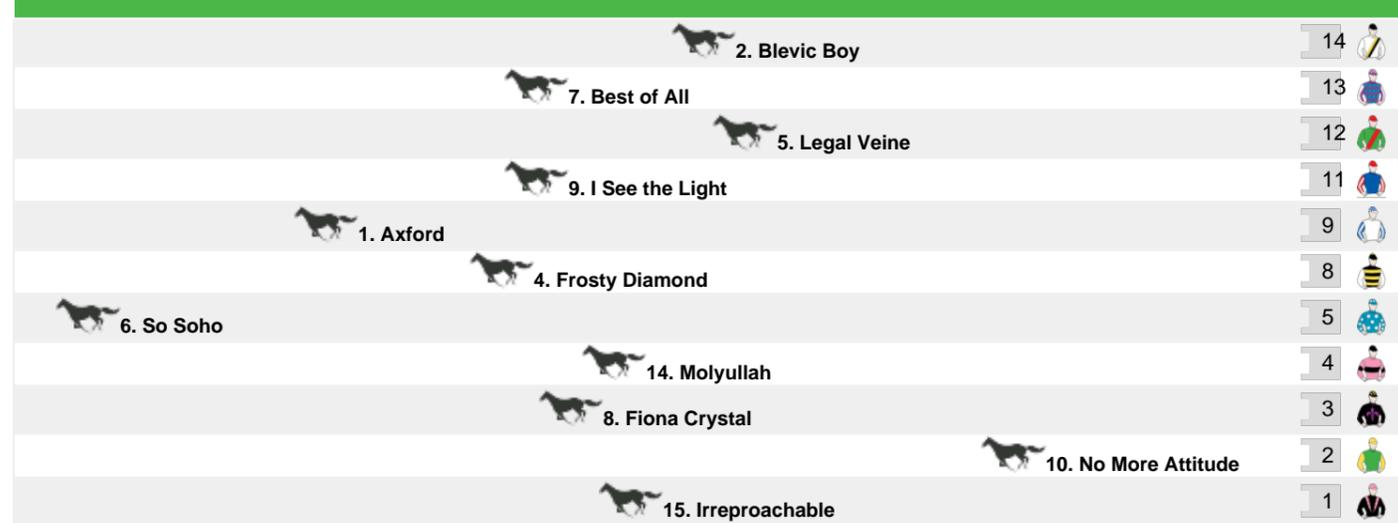 2. Blevic Boy 14
7. Best of All 13
5. Legal Veine 12
9. I See the Light 11
1. Axford 9
4. Frosty Diamond 8
6. So Soho 5
14. Molyullah 4
8. Fiona Crystal 3
10. No More Attitude 2
15. Irreproachable 1